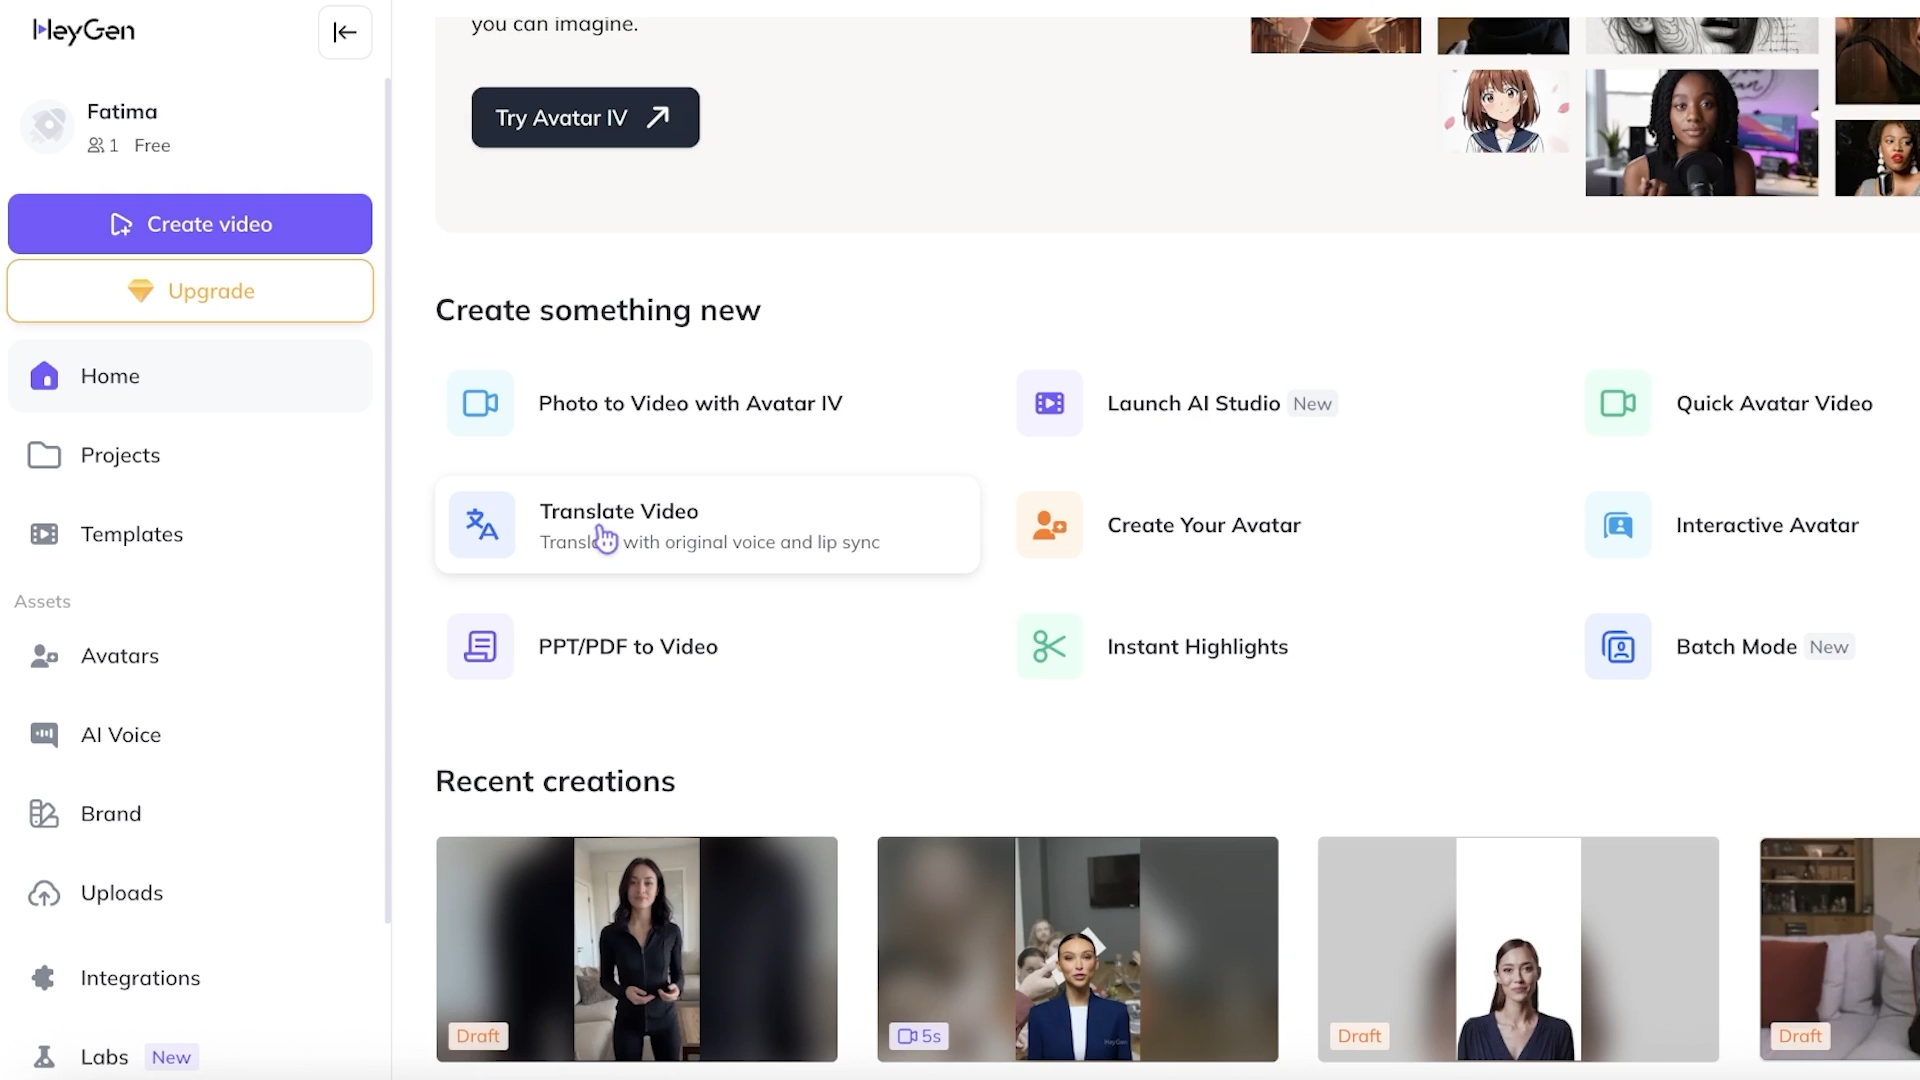 HeyGen
Fatima
1 Free
Create video
Upgrade
Home
Projects
Templates
Assets
Avatars
AI Voice
Brand
Uploads
Integrations
Labs New
you can imagine.
Try Avatar IV
Create something new
Photo to Video with Avatar IV
Launch AI Studio New
Quick Avatar Video
Translate Video
with original voice and lip sync
Create Your Avatar
Interactive Avatar
PPT/PDF to Video
Instant Highlights
Batch Mode New
Recent creations
Draft
5s
HeyGen
Draft
Draft